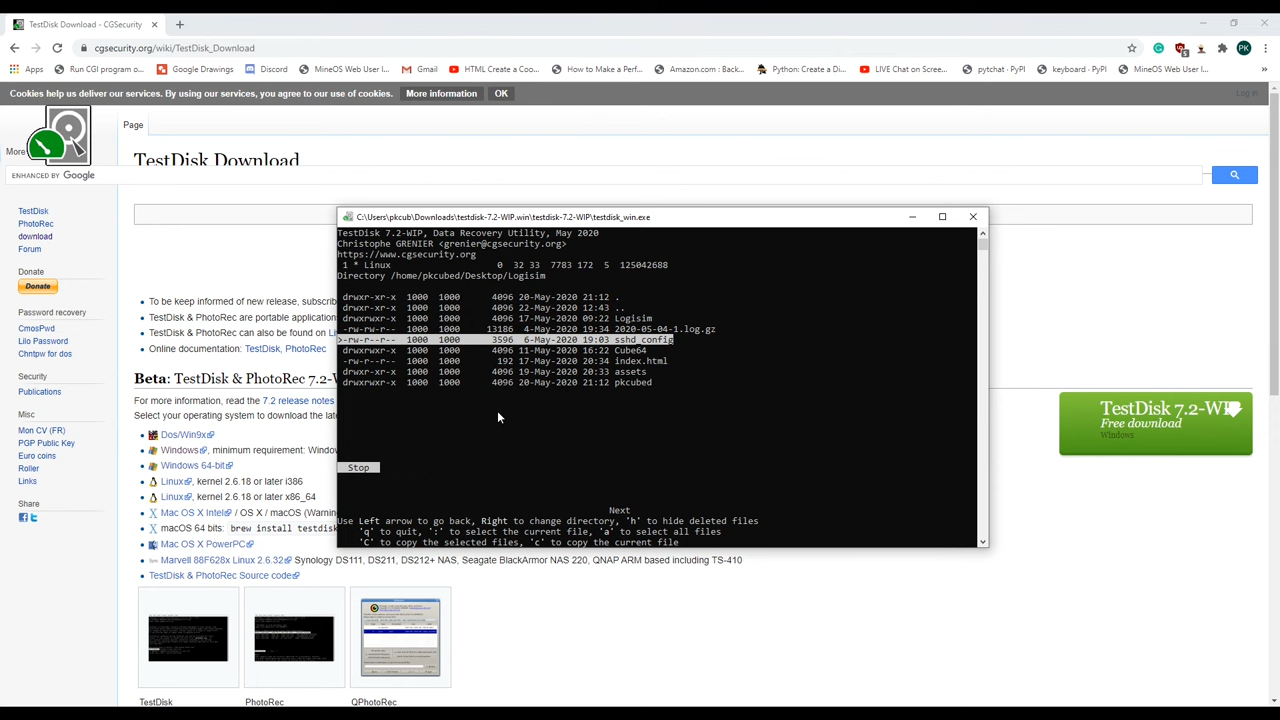 TestDisk Download - CGSecurity
cgsecurity.org/wiki/TestDisk_Download
PK
Apps Run CGI program o... Google Drawings Discord MineOS Web User I... Gmail HTML Create a Coo... How to Make a Perf... Amazon.com : Back... Python: Create a Di... LIVE Chat on Scree... pytchat · PyPI keyboard · PyPI MineOS Web User I...
Cookies help us deliver our services. By using our services, you agree to our use of cookies. More information OK
Log in
Page
More
TestDisk Download
ENHANCED BY Google
TestDisk
PhotoRec
download
Forum
Donate
Donate
Password recovery
CmosPwd
Lilo Password
Chntpw for dos
Security
Publications
Misc
Mon CV (FR)
PGP Public Key
Euro coins
Roller
Links
Share
To be keep informed of new release, subscrib
TestDisk & PhotoRec are portable application
TestDisk & PhotoRec can also be found on Li
Online documentation: TestDisk, PhotoRec
Beta: TestDisk & PhotoRec 7.2-W
For more information, read the 7.2 release notes
Select your operating system to download the late
Dos/Win9x
Windows, minimum requirement: Windo
Windows 64-bit
Linux, kernel 2.6.18 or later i386
Linux, kernel 2.6.18 or later x86_64
Mac OS X Intel / OS X / macOS (Warnin
macOS 64 bits: brew install testdisk
Mac OS X PowerPC
Marvell 88F628x Linux 2.6.32 Synology DS111, DS211, DS212+ NAS, Seagate BlackArmor NAS 220, QNAP ARM based including TS-410
TestDisk & PhotoRec Source code
TestDisk PhotoRec QPhotoRec
C:\Users\pkcub\Downloads\testdisk-7.2-WIP.win\testdisk-7.2-WIP\testdisk_win.exe
TestDisk 7.2-WIP, Data Recovery Utility, May 2020
Christophe GRENIER <grenier@cgsecurity.org>
https://www.cgsecurity.org
1 * Linux 0 32 33 7783 172 5 125042688
Directory /home/pkcubed/Desktop/Logisim
drwxr-xr-x 1000 1000 4096 20-May-2020 21:12 .
drwxr-xr-x 1000 1000 4096 22-May-2020 12:43 ..
drwxr-xr-x 1000 1000 4096 17-May-2020 09:22 Logisim
-rw-rw-r-- 1000 1000 13186 4-May-2020 19:34 2020-05-04-1.log.gz
>-rw-r--r-- 1000 1000 3596 6-May-2020 19:03 sshd_config
drwxrwxr-x 1000 1000 4096 11-May-2020 16:22 Cube64
-rw-rw-r-- 1000 1000 192 17-May-2020 20:34 index.html
drwxrwxr-x 1000 1000 4096 19-May-2020 20:33 assets
drwxrwxr-x 1000 1000 4096 20-May-2020 21:12 pkcubed
Stop
Next
Use Left arrow to go back, Right to change directory, 'h' to hide deleted files
'q' to quit, ':' to select the current file, 'a' to select all files
'C' to copy the selected files, 'c' to copy the current file
TestDisk 7.2-WIP
Free download
Windows